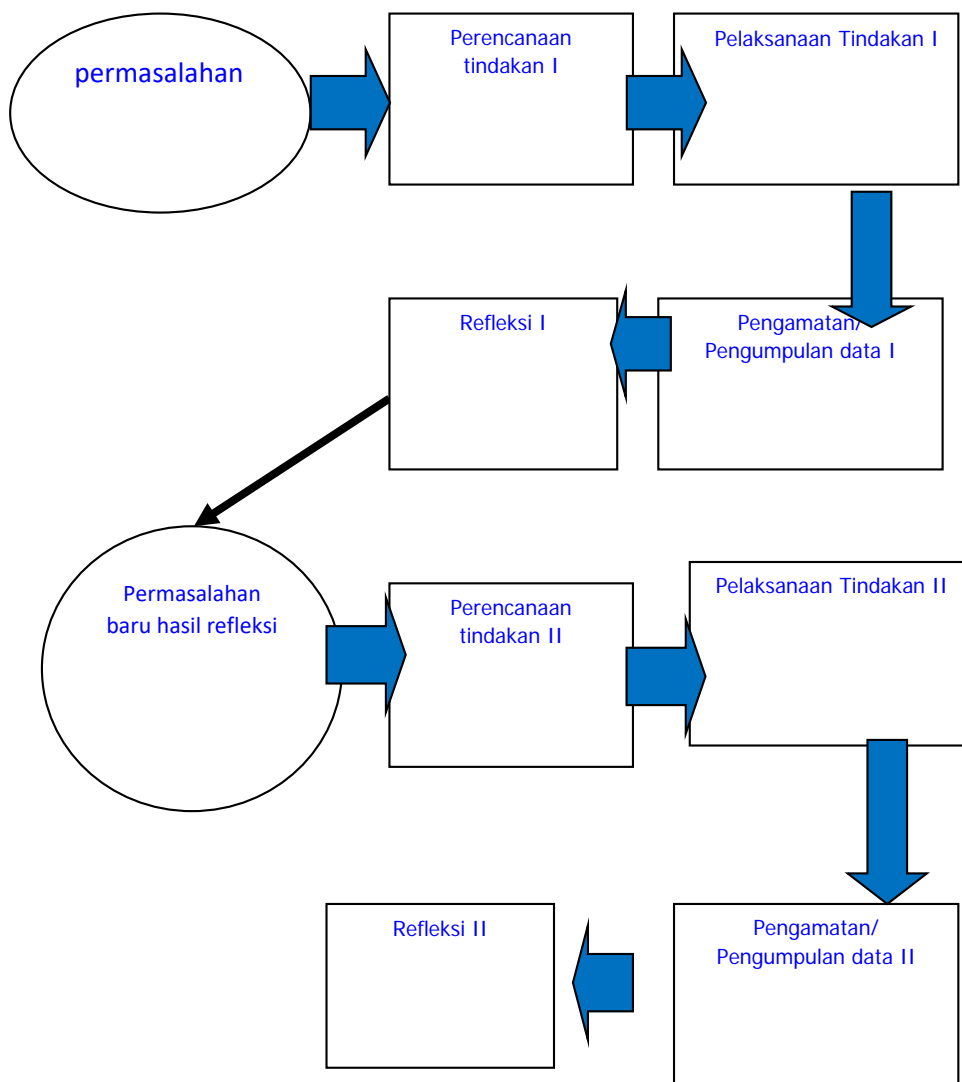 permasalahan
Perencanaan
tindakan I
Pelaksanaan Tindakan I
Pengamatan/
Pengumpulan data I
Refleksi I
Permasalahan
baru hasil refleksi
Perencanaan
tindakan II
Pelaksanaan Tindakan II
Pengamatan/
Pengumpulan data II
Refleksi II